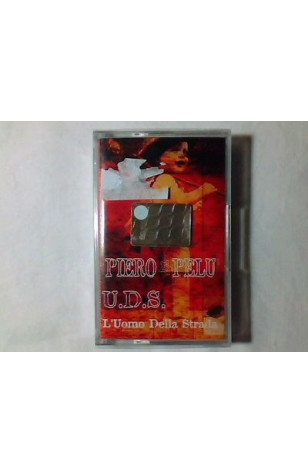 PIERO PELU
U.D.S.
L'Uomo Della Strada